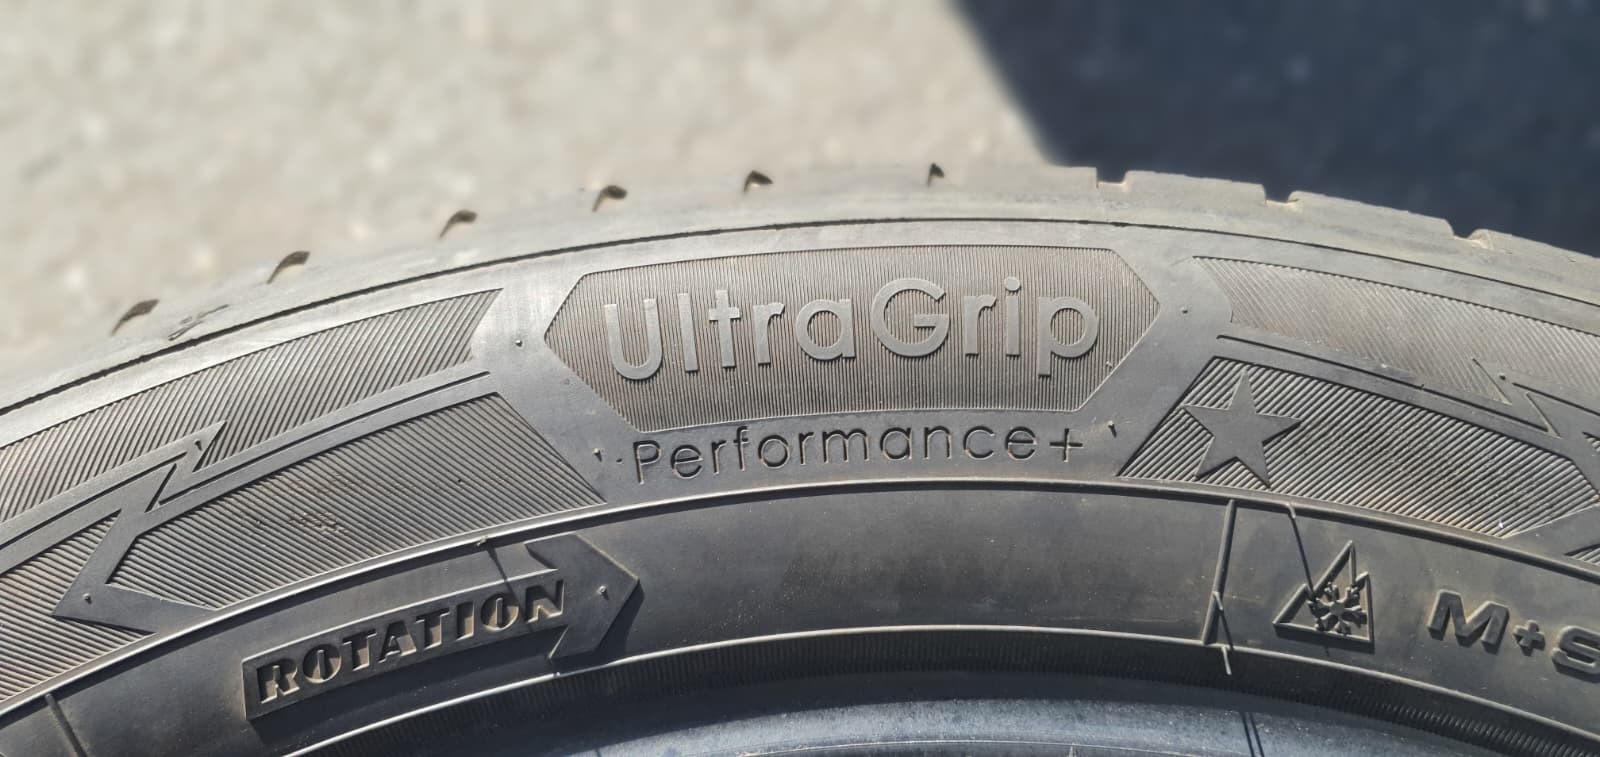 UltraGrip
Performance+
ROTATION
M+S